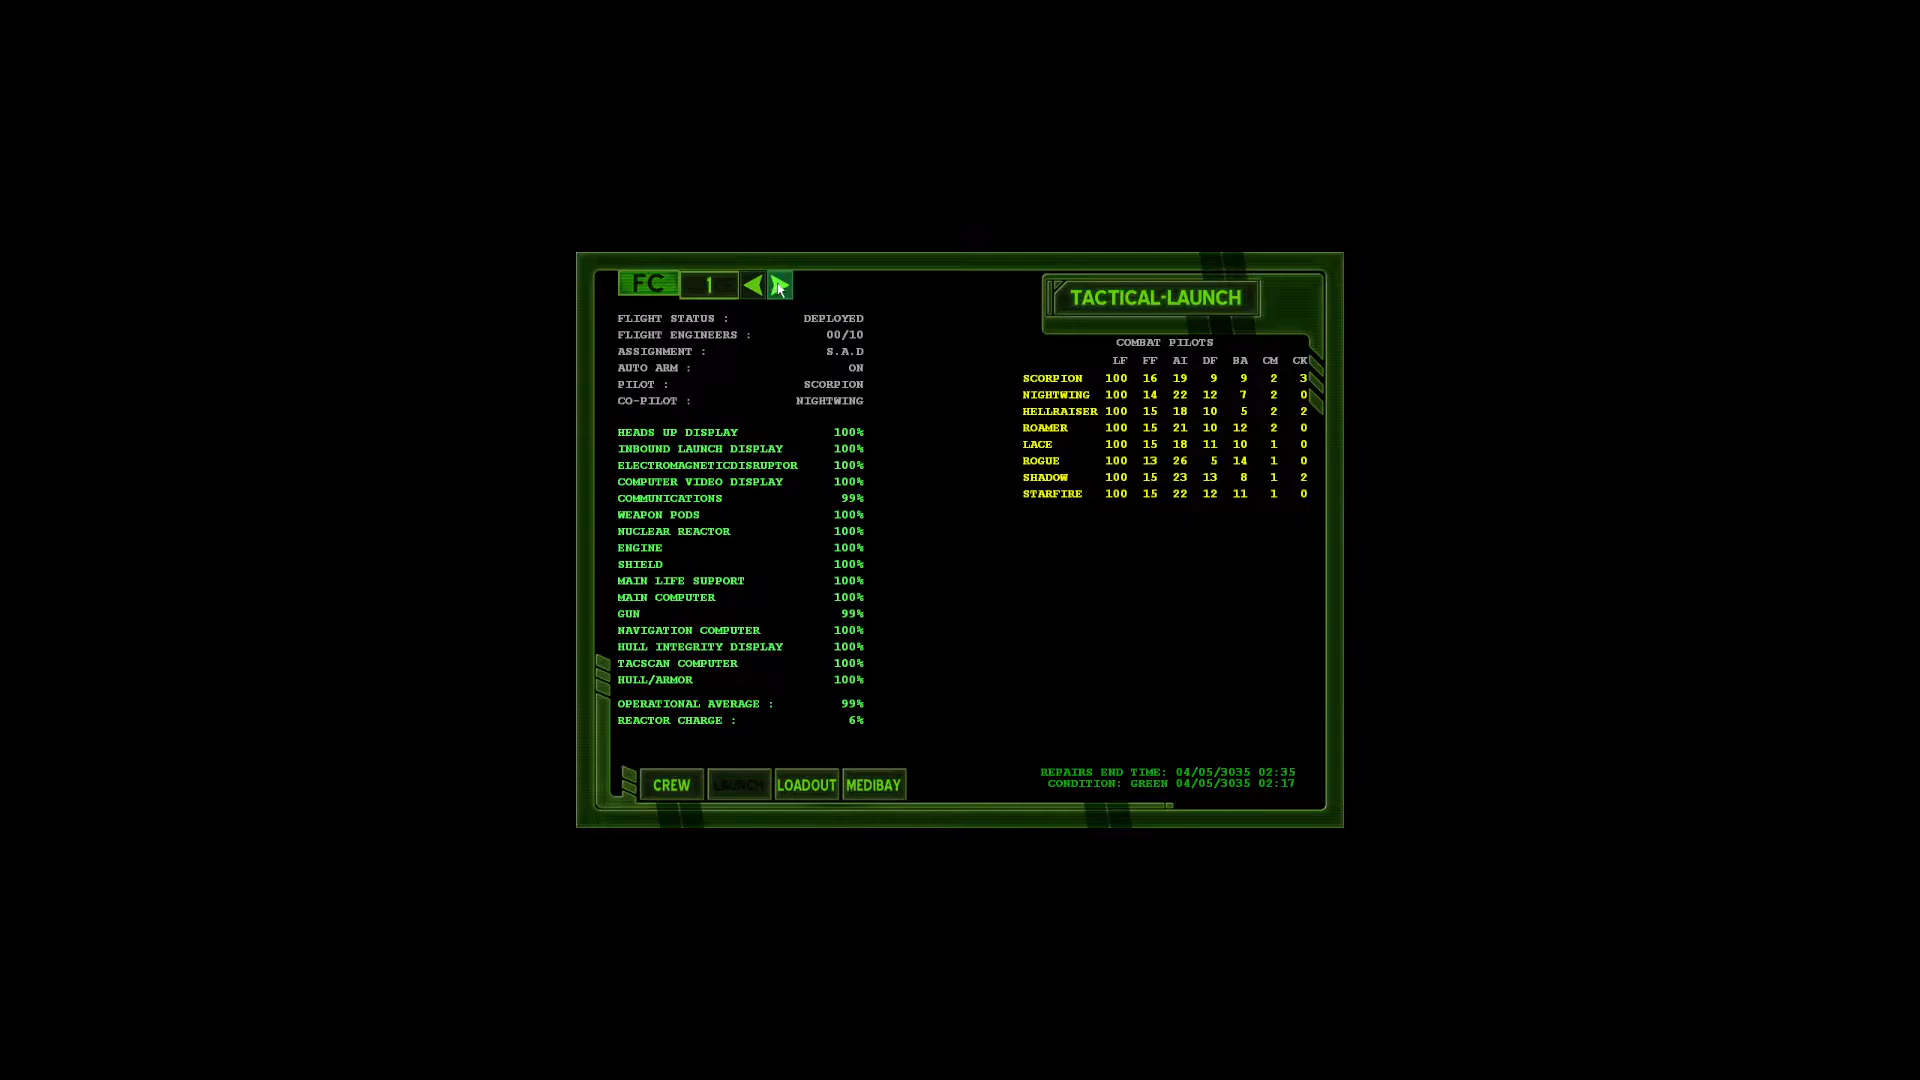 FC 1
TACTICAL-LAUNCH
FLIGHT STATUS : DEPLOYED
FLIGHT ENGINEERS : 00/10
ASSIGNMENT : S.A.D
AUTO ARM : ON
PILOT : SCORPION
CO-PILOT : NIGHTWING
HEADS UP DISPLAY 100%
INBOUND LAUNCH DISPLAY 100%
ELECTROMAGNETICDISRUPTOR 100%
COMPUTER VIDEO DISPLAY 100%
COMMUNICATIONS 99%
WEAPON PODS 100%
NUCLEAR REACTOR 100%
ENGINE 100%
SHIELD 100%
MAIN LIFE SUPPORT 100%
MAIN COMPUTER 100%
GUN 99%
NAVIGATION COMPUTER 100%
HULL INTEGRITY DISPLAY 100%
TACSCAN COMPUTER 100%
HULL/ARMOR 100%
OPERATIONAL AVERAGE : 99%
REACTOR CHARGE : 6%
COMBAT PILOTS
LF FF AI DF BA CM CK
SCORPION 100 16 19 9 9 2 3
NIGHTWING 100 14 22 12 7 2 0
HELLRAISER 100 15 18 10 5 2 2
ROAMER 100 15 21 10 12 2 0
LACE 100 15 18 11 10 1 0
ROGUE 100 13 26 5 14 1 0
SHADOW 100 15 23 13 8 1 2
STARFIRE 100 15 22 12 11 1 0
REPAIRS END TIME: 04/05/3035 02:35
CONDITION: GREEN 04/05/3035 02:17
CREW LAUNCH LOADOUT MEDIBAY